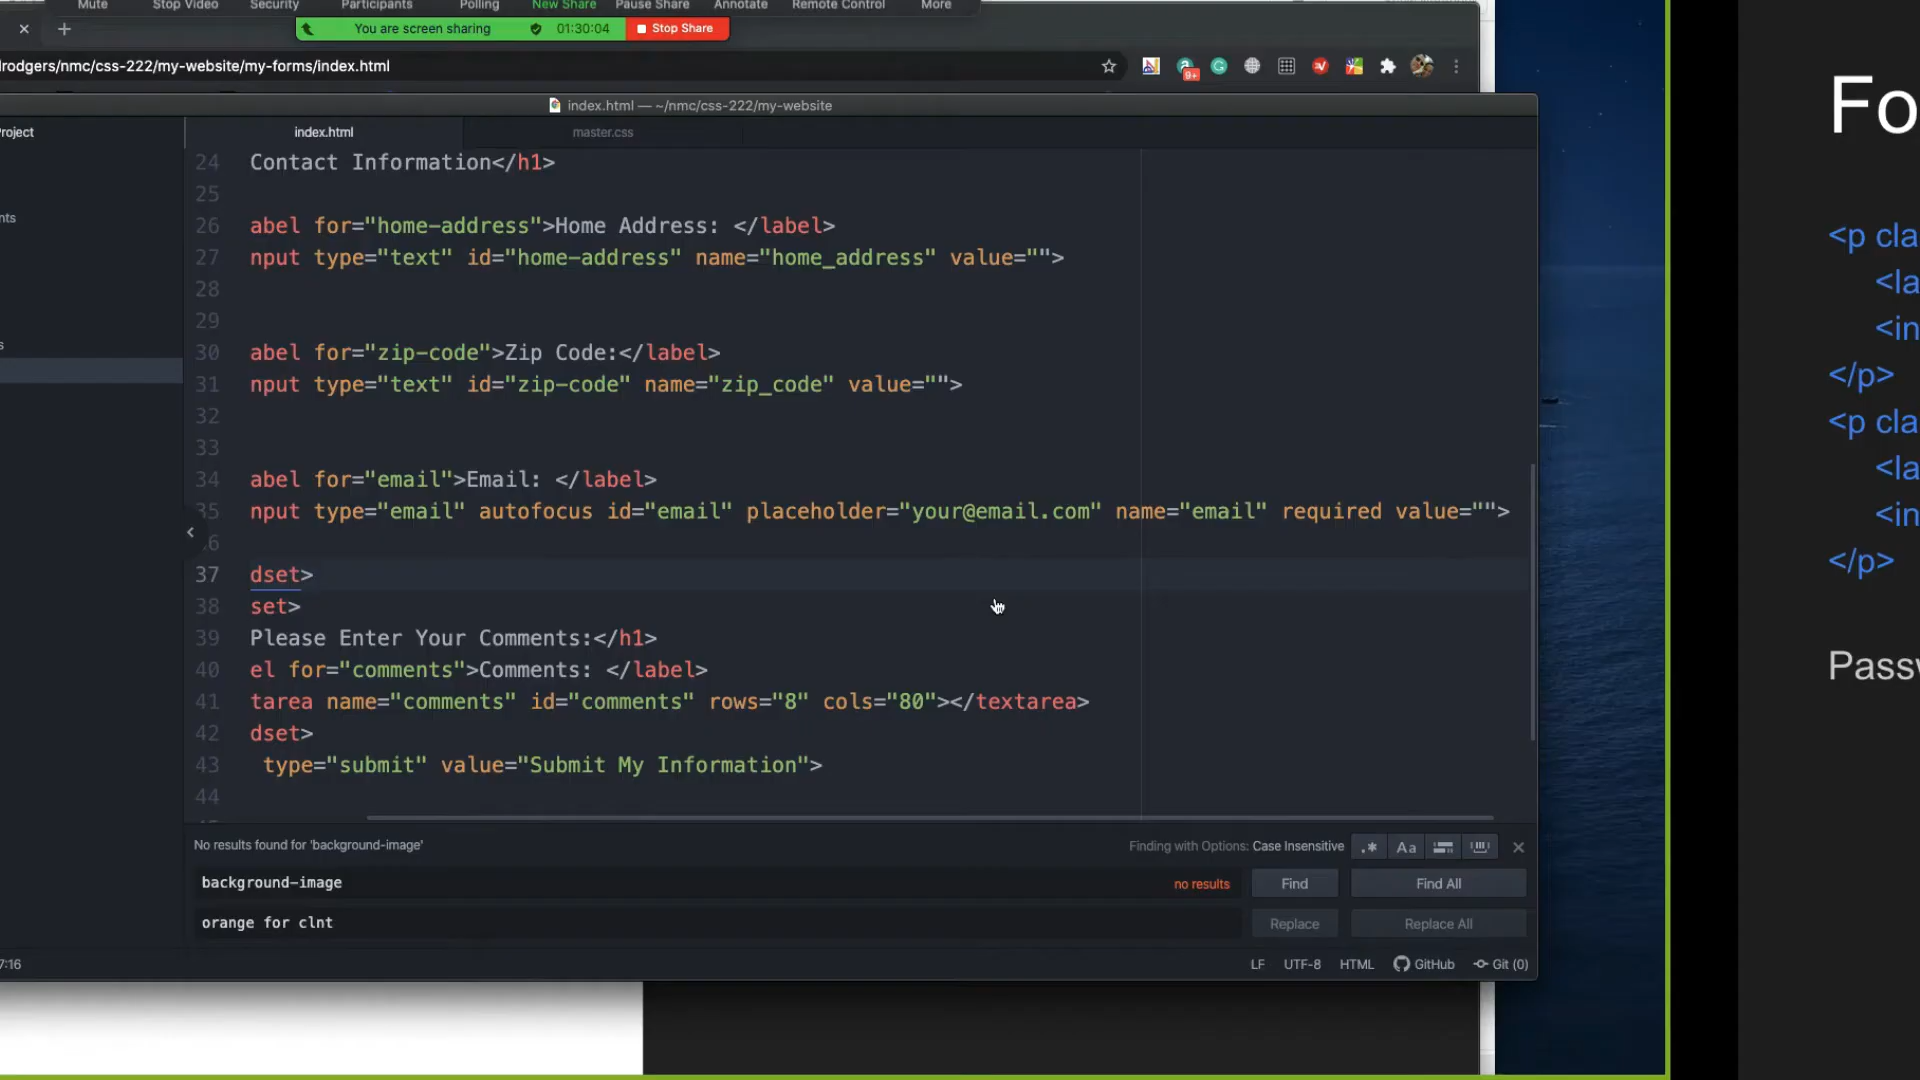 Mute Stop Video Security Participants Polling New Share Pause Share Annotate Remote Control More
You are screen sharing 01:30:04 Stop Share
rodgers/nmc/css-222/my-website/my-forms/index.html
9+
index.html — ~/nmc/css-222/my-website
roject
index.html master.css
nts
s
24 Contact Information</h1>
25
26 abel for="home-address">Home Address: </label>
27 nput type="text" id="home-address" name="home_address" value="">
28
29
30 abel for="zip-code">Zip Code:</label>
31 nput type="text" id="zip-code" name="zip_code" value="">
32
33
34 abel for="email">Email: </label>
35 nput type="email" autofocus id="email" placeholder="your@email.com" name="email" required value="">
36
37 dset>
38 set>
39 Please Enter Your Comments:</h1>
40 el for="comments">Comments: </label>
41 tarea name="comments" id="comments" rows="8" cols="80"></textarea>
42 dset>
43 type="submit" value="Submit My Information">
44
No results found for 'background-image' Finding with Options: Case Insensitive .* Aa
background-image no results Find Find All
orange for clnt Replace Replace All
7:16 LF UTF-8 HTML GitHub Git (0)
Fo
<p cla
<la
<in
</p>
<p cla
<la
<in
</p>
Passw